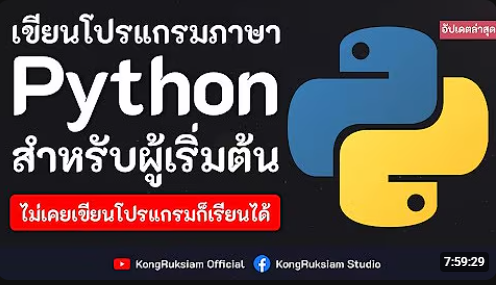 เขียนโปรแกรมภาษา
อัปเดตล่าสุด
Python
สำหรับผู้เริ่มต้น
ไม่เคยเขียนโปรแกรมก็เรียนได้
KongRuksiam Official KongRuksiam Studio
7:59:29